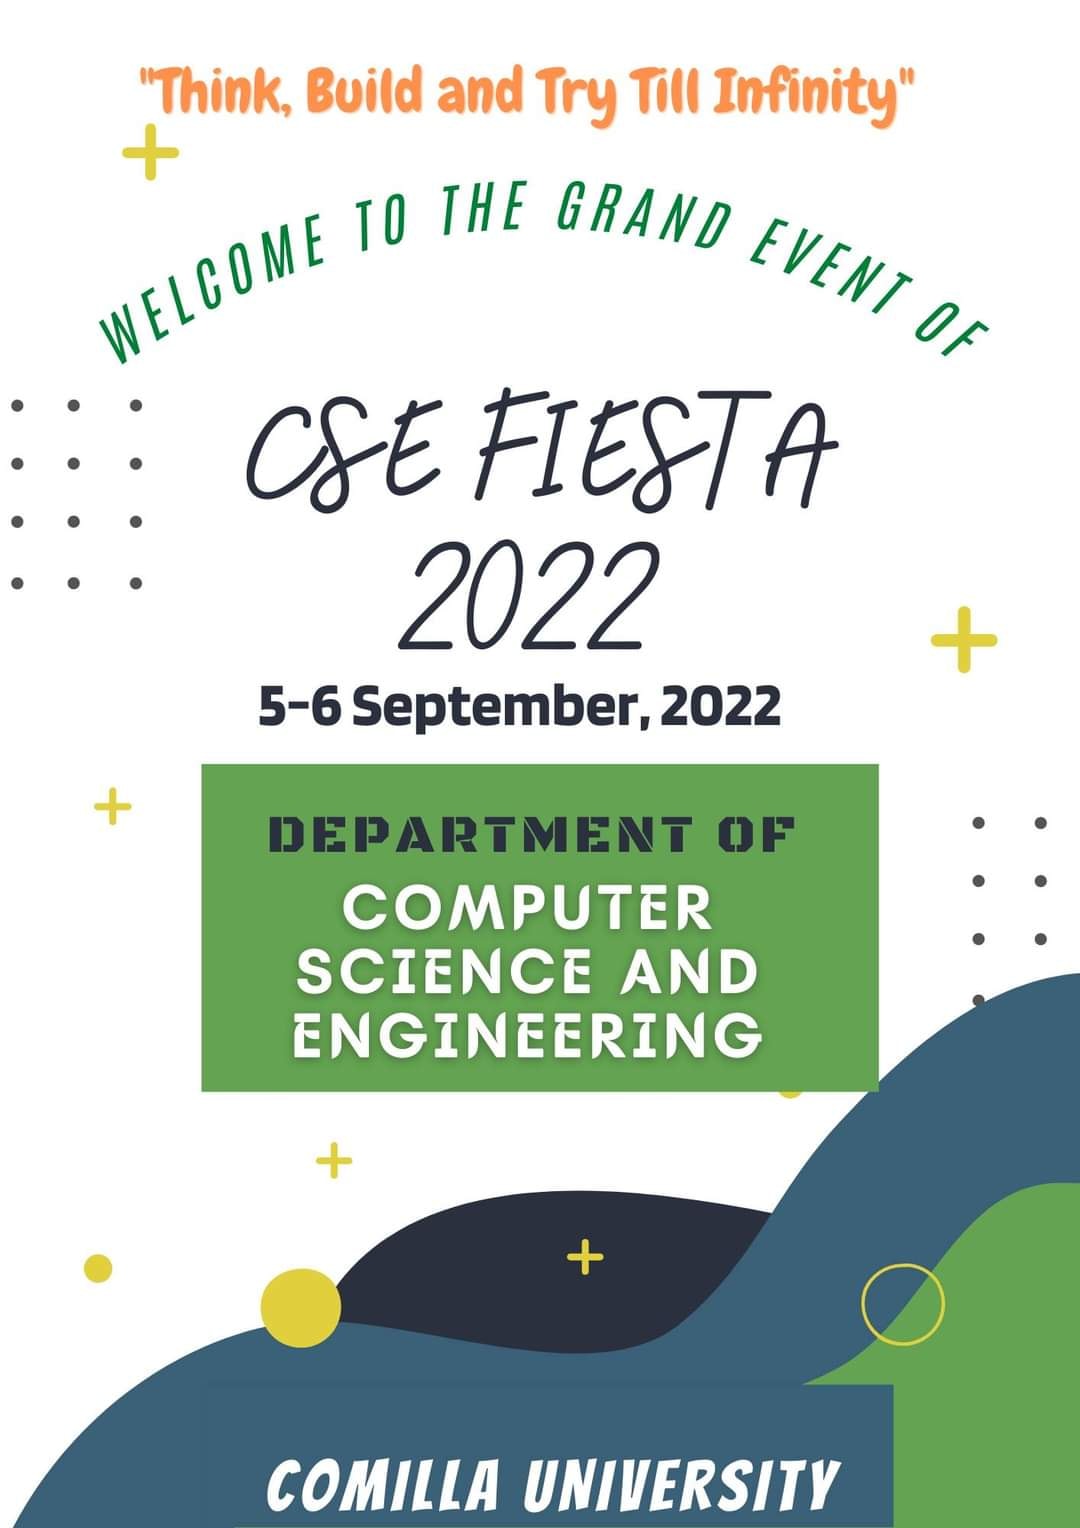 "Think, Build and Try Till Infinity"
WELCOME TO THE GRAND EVENT OF
CSE FIESTA
2022
5-6 September, 2022
DEPARTMENT OF
COMPUTER
SCIENCE AND
ENGINEERING
COMILLA UNIVERSITY